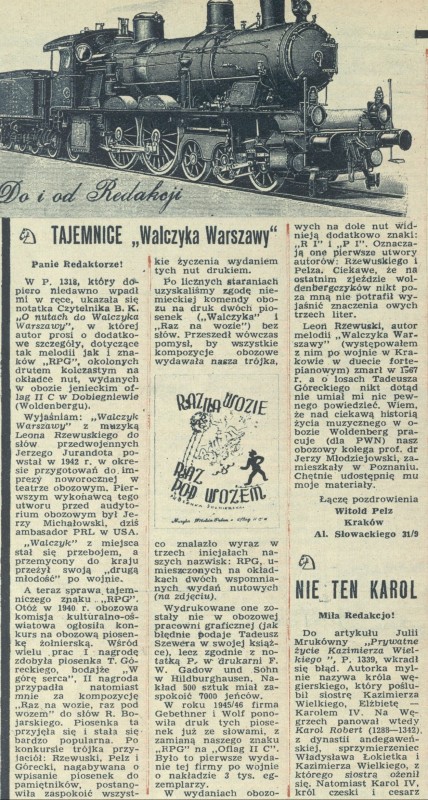 Do i od Redakcji
TAJEMNICE „Walczyka Warszawy”
Panie Redaktorze!
W P. 1318, który do-
piero niedawno wpadł
mi w ręce, ukazała się
notatka Czytelnika B. K.
„O nutach do Walczyka
Warszawy”, w której
autor prosi o dodatko-
we szczegóły, dotyczące
tak melodii jak i zna-
ków „RPG”, okolonych
drutem kolczastym na
okładce nut, wydanych
w obozie jenieckim of-
lag II C w Dobiegniewie
(Woldenbergu).
Wyjaśniam: „Walczyk
Warszawy” z muzyką
Leona Rzewuskiego do
słów przedwojennych
Jerzego Jurandota po-
wstał w 1942 r. w okre-
sie przygotowań do im-
prezy noworocznej w
teatrze obozowym. Pier-
wszym wykonawcą tego
utworu przed audyto-
rium obozowym był Je-
rzy Michałowski, dziś
ambasador PRL w USA.
„Walczyk” z miejsca
stał się przebojem, a
przemycony do kraju
przeżył swoją „drugą
młodość” po wojnie.
A teraz sprawa tajem-
niczego znaku „RPG”.
Otóż w 1940 r. obozowa
komisja kulturalno-oś-
wiatowa ogłosiła kon-
kurs na obozową piosen-
kę żołnierską. Wśród
wielu prac I nagrodę
zdobyła piosenka T. Gó-
reckiego, bodajże „W
górę serca”, II nagroda
przypadła natomiast
mnie za kompozycję
„Raz na wozie, raz pod
wozem” do słów R. Bo-
jarskiego. Piosenka ta
przyjęła się i stała się
bardzo popularna. Po
konkursie trójka przy-
jaciół: Rzewuski, Pelz i
Górecki, nagabywana o
wpisanie piosenek do
pamiętników, postano-
wiła zaspokoić wszyst-
kie życzenia wydaniem
tych nut drukiem.
Po licznych staraniach
uzyskaliśmy zgodę nie-
mieckiej komendy obo-
zu na druk dwóch pio-
senek („Walczyka” i
„Raz na wozie”) bez
słów. Przeszedł wówczas
pomysł, by wszystkie
kompozycje obozowe
wydawała nasza trójka,
RAZ NA WOZIE
RAZ
POD WOZEM
co znalazło wyraz w
trzech inicjałach na-
szych nazwisk: RPG, u-
mieszczonych na okład-
kach dwóch wspomnia-
nych wydań nutowych
(na zdjęciu).
Wydrukowane one zo-
stały nie w obozowej
pracowni graficznej (jak
błędnie podaje Tadeusz
Szewera w swojej książ-
ce), lecz zgodnie z no-
tatką P. w drukarni F.
W. Gadow und Sohn
w Hildburghausen. Na-
kład 500 sztuk miał za-
spokoić 7000 jeńców.
W roku 1945/46 firma
Gebethner i Wolf pono-
wiła druk tych piose-
nek już ze słowami, z
zamianą naszego znaku
„RPG” na „Oflag II C”.
Było to pierwsze wyda-
nie tej firmy po wojnie
o nakładzie 3 tys. eg-
zemplarzy.
W wydaniach obozo-
wych na dole nut wid-
nieją dodatkowo znaki:
„R I” i „P I”. Oznacza-
ją one pierwsze utwory
autorów: Rzewuskiego i
Pelza. Ciekawe, że na
ostatnim zjeździe wol-
denbergczyków nikt po-
za mną nie potrafił wy-
jaśnić znaczenia owych
trzech liter.
Leon Rzewuski, autor
melodii „Walczyka War-
szawy” (występowałem
z nim po wojnie w Kra-
kowie w duecie forte-
pianowym) zmarł w 1967
r. a o losach Tadeusza
Góreckiego nikt dotąd
nie umiał mi nic pew-
nego powiedzieć. Wiem,
że nad ciekawą historią
życia muzycznego w o-
bozie Woldenberg pra-
cuje (dla PWN) nasz
obozowy kolega prof. dr
Jerzy Młodziejowski, za-
mieszkały w Poznaniu.
Chętnie udostępnię mu
moje materiały.
Łączę pozdrowienia
Witold Pelz
Kraków
Al. Słowackiego 31/9
NIE TEN KAROL
Miła Redakcjo!
Do artykułu Julii
Mrukówny „Prywatne
życie Kazimierza Wiel-
kiego”, P. 1339, wkradł
się błąd. Autorka myl-
nie nazywa króla wę-
gierskiego, który pośłu-
bił siostrę Kazimierza
Wielkiego, Elżbietę —
Karolem IV. Na Wę-
grzech panował wtedy
Karol Robert (1288—1342)
z dynastii andegaweń-
skiej, sprzymierzeniec
Władysława Łokietka i
Kazimierza Wielkiego, z
którego siostrą ożenił
się. Natomiast Karol IV,
król czeski i cesarz